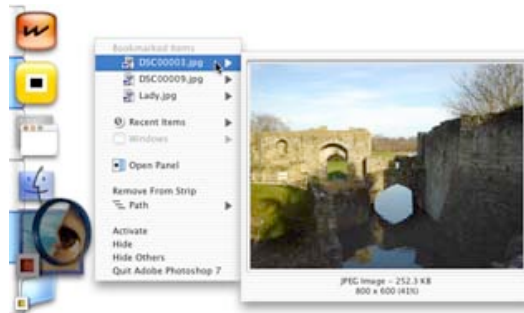 Bookmarked Items
DSC00003.jpg
DSC00009.jpg
Lady.jpg
Recent Items
Windows
Open Panel
Remove From Strip
Path
Activate
Hide
Hide Others
Quit Adobe Photoshop 7
JPEG Image – 252.3 KB
800 x 600 (41%)